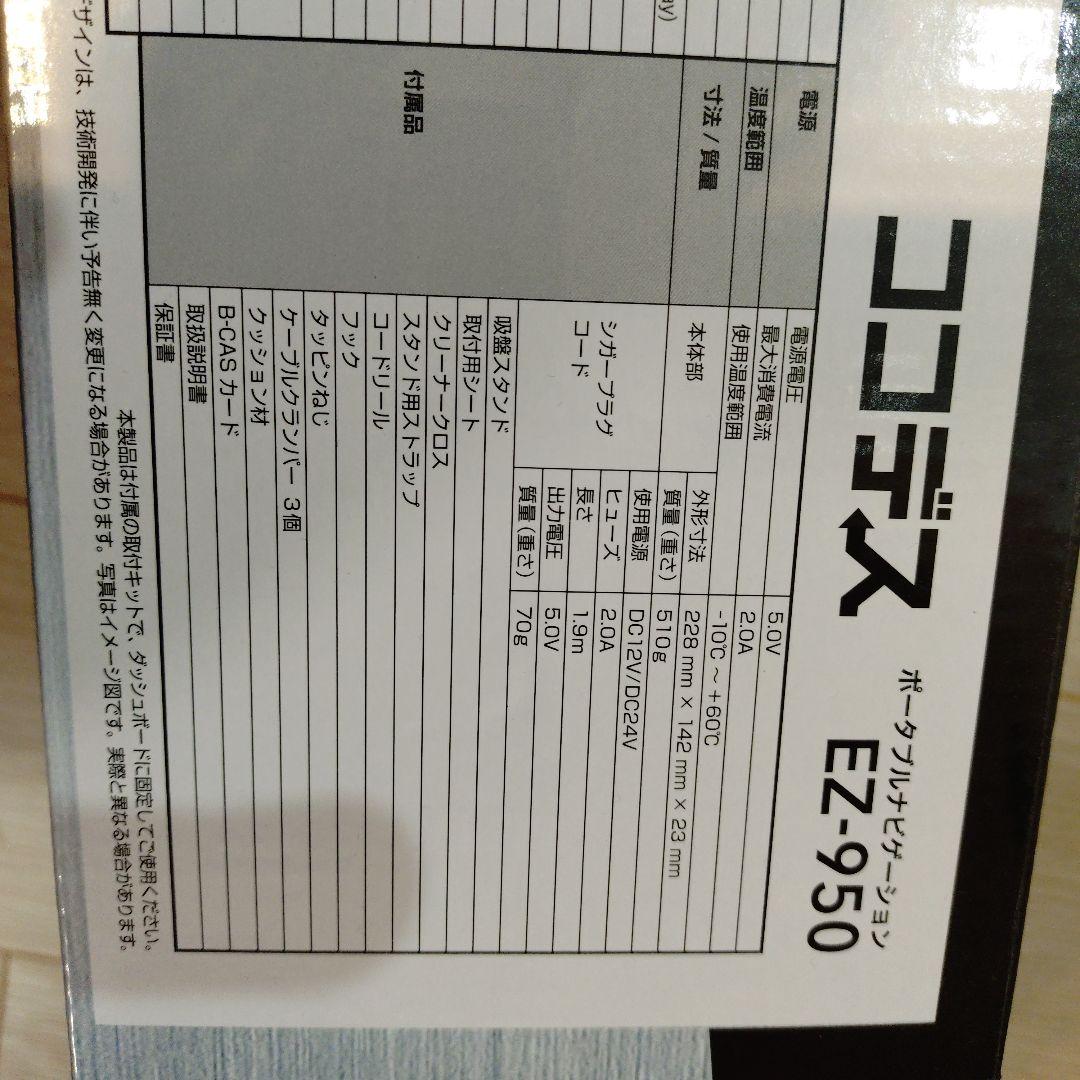 ココデス
ポータブルナビゲーション
EZ-950
電源 電源電圧 5.0V
最大消費電流 2.0A
温度範囲 使用温度範囲 -10℃～+60℃
寸法/質量 本体部 外形寸法 228 mm × 142 mm × 23 mm
質量(重さ) 510g
シガープラグコード 使用電源 DC12V/DC24V
ヒューズ 2.0A
長さ 1.9m
出力電圧 5.0V
質量(重さ) 70g
付属品 吸盤スタンド
取付用シート
クリーナークロス
スタンド用ストラップ
コードリール
フック
タッピンねじ
ケーブルクランパー 3個
クッション材
B-CASカード
取扱説明書
保証書
本製品は付属の取付キットで、ダッシュボードに固定してご使用ください。
デザインは、技術開発に伴い予告無く変更になる場合があります。写真はイメージ図です。実際と異なる場合があります。